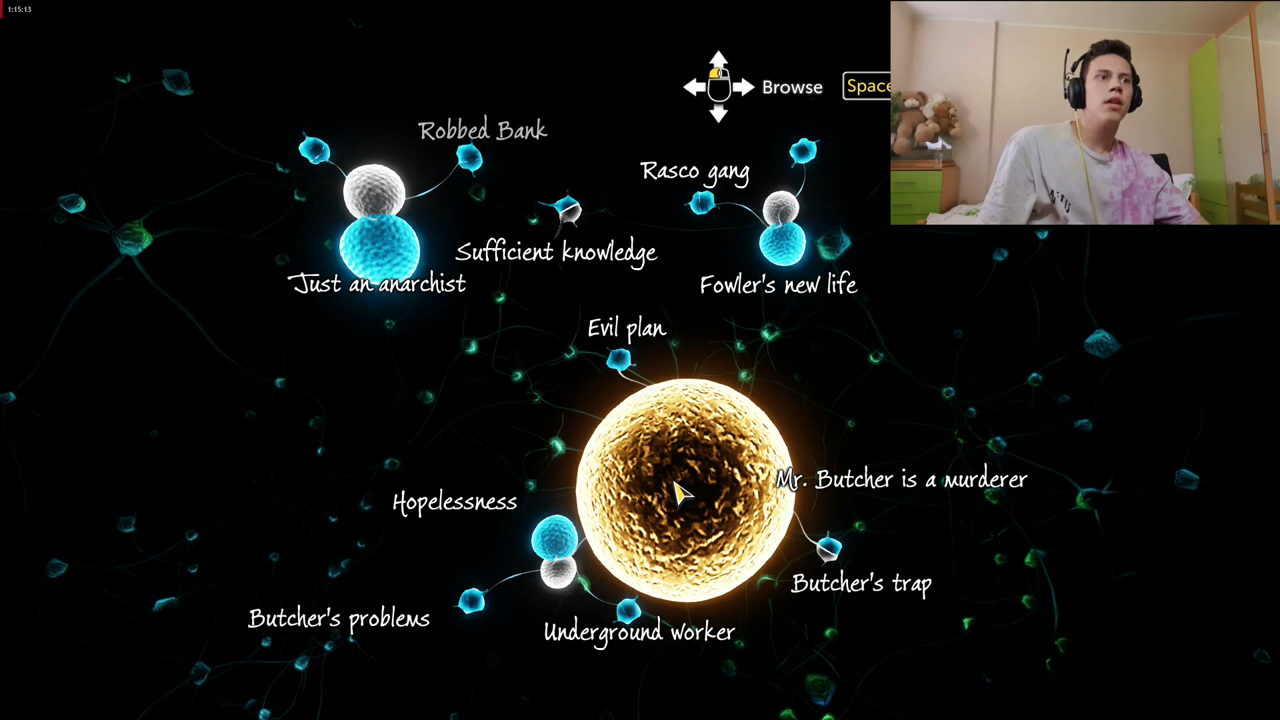 1:15:13
Browse
Space
Robbed Bank
Rasco gang
Sufficient knowledge
Just an anarchist
Fowler's new life
Evil plan
Mr. Butcher is a murderer
Hopelessness
Butcher's trap
Butcher's problems
Underground worker